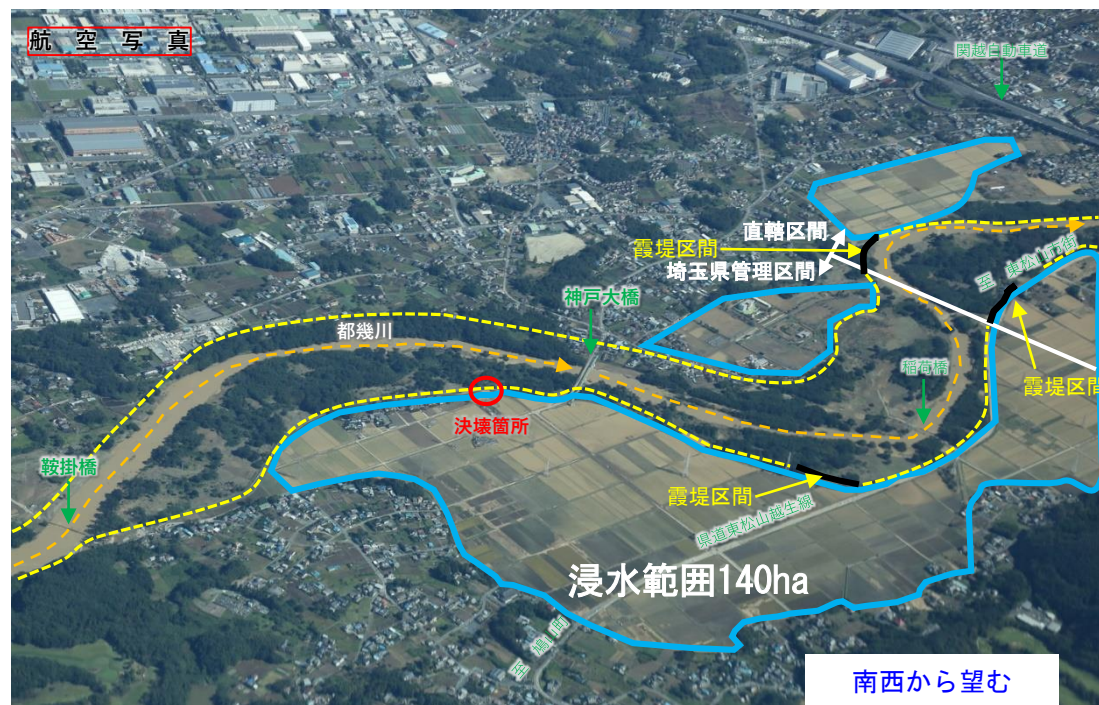 航空写真
関越自動車道
直轄区間
霞堤区間
埼玉県管理区間
至 東松山市街
神戸大橋
都幾川
稲荷橋
霞堤区間
決壊箇所
鞍掛橋
霞堤区間
県道東松山越生線
浸水範囲140ha
至 鳩山町
南西から望む